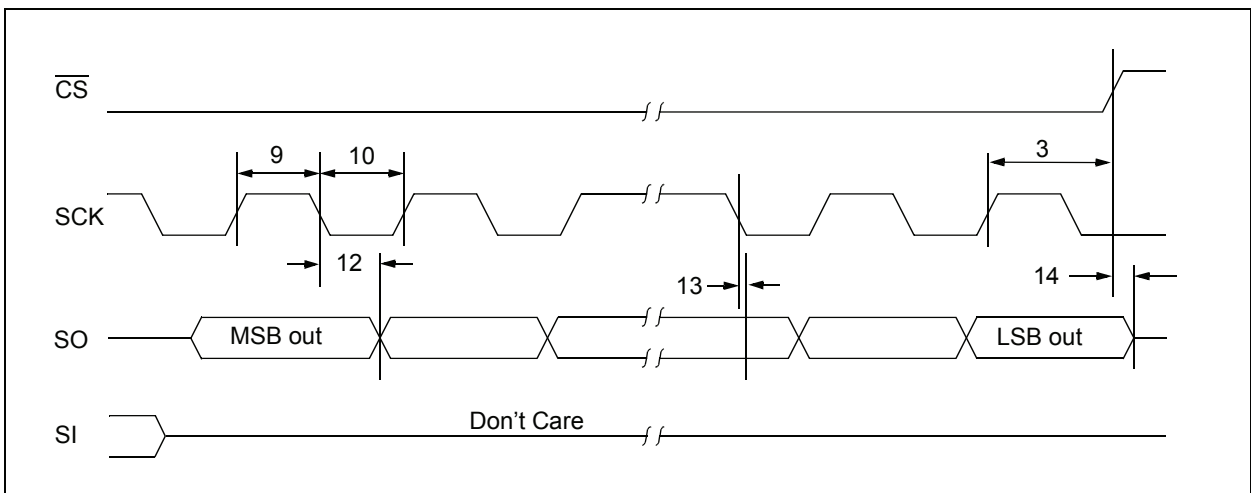 CS
3
9 10
SCK
12
13
14
SO
MSB out
LSB out
Don't Care
SI